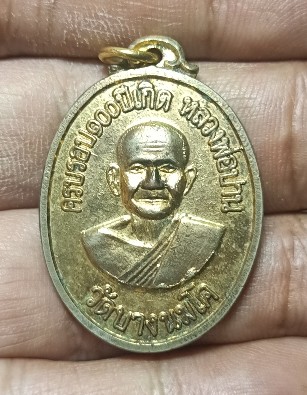 ครบรอบ๑๐๐ปีเกิด หลวงพ่อปาน
วัดบางนมโค